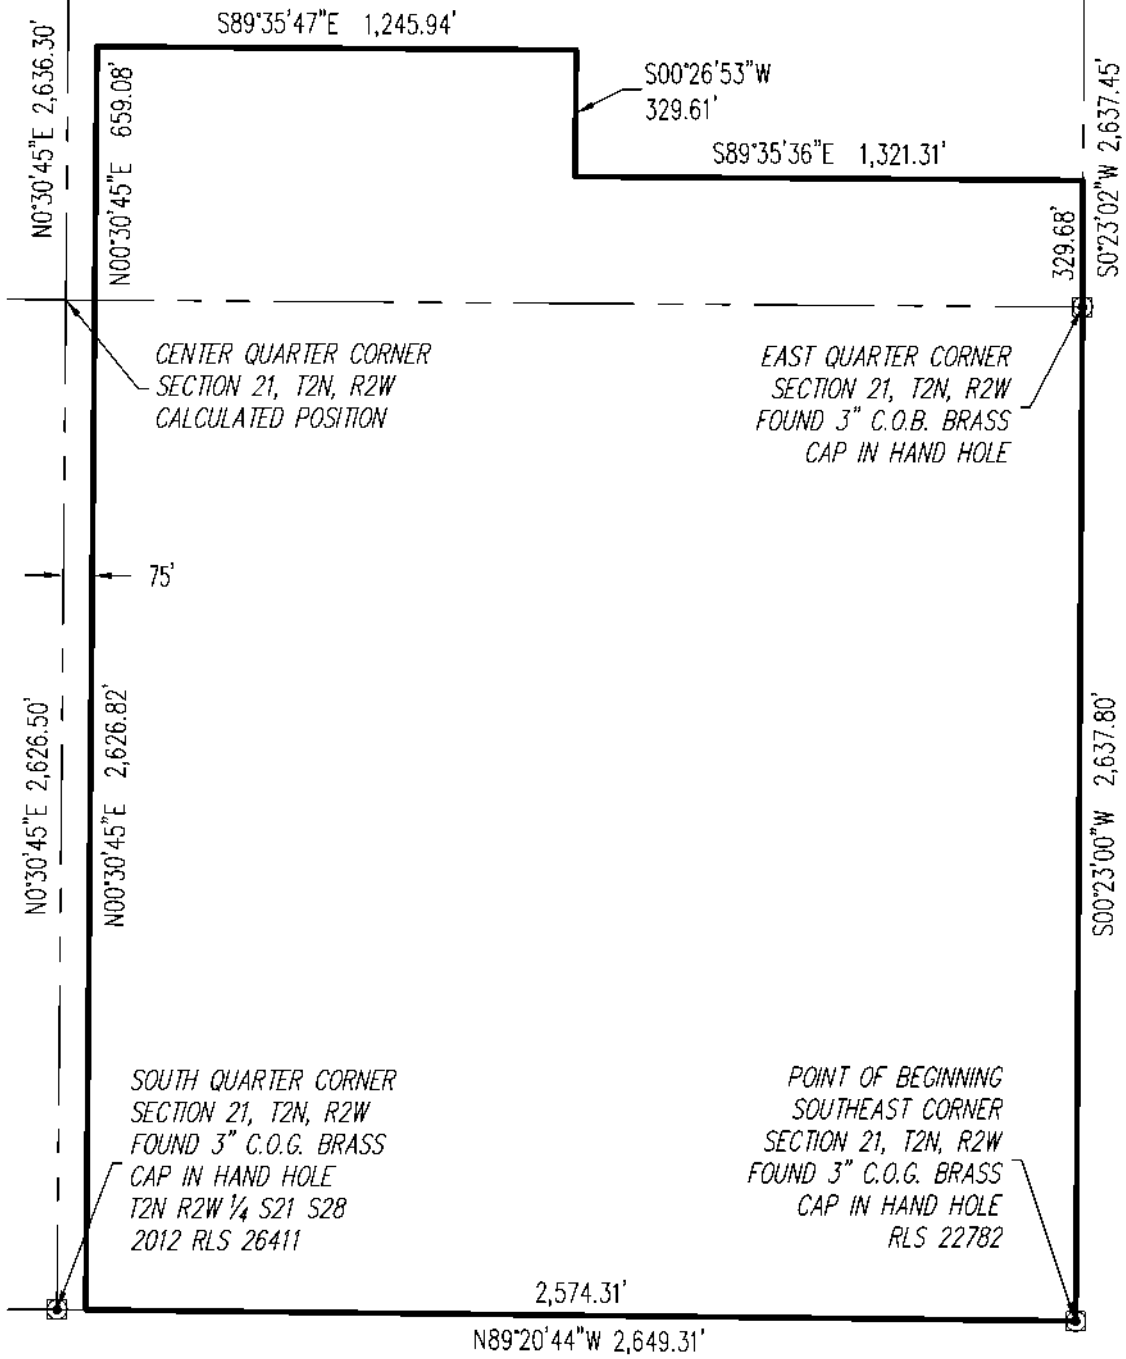 S89°35'47"E 1,245.94'
N0°30'45"E 2,636.30'
N00°30'45"E 659.08'
S00°26'53"W
329.61'
S89°35'36"E 1,321.31'
329.68'
S0°23'02"W 2,637.45'
CENTER QUARTER CORNER
SECTION 21, T2N, R2W
CALCULATED POSITION
EAST QUARTER CORNER
SECTION 21, T2N, R2W
FOUND 3" C.O.B. BRASS
CAP IN HAND HOLE
75'
N0°30'45"E 2,626.50'
N00°30'45"E 2,626.82'
S00°23'00"W 2,637.80'
SOUTH QUARTER CORNER
SECTION 21, T2N, R2W
FOUND 3" C.O.G. BRASS
CAP IN HAND HOLE
T2N R2W ¼ S21 S28
2012 RLS 26411
POINT OF BEGINNING
SOUTHEAST CORNER
SECTION 21, T2N, R2W
FOUND 3" C.O.G. BRASS
CAP IN HAND HOLE
RLS 22782
2,574.31'
N89°20'44"W 2,649.31'